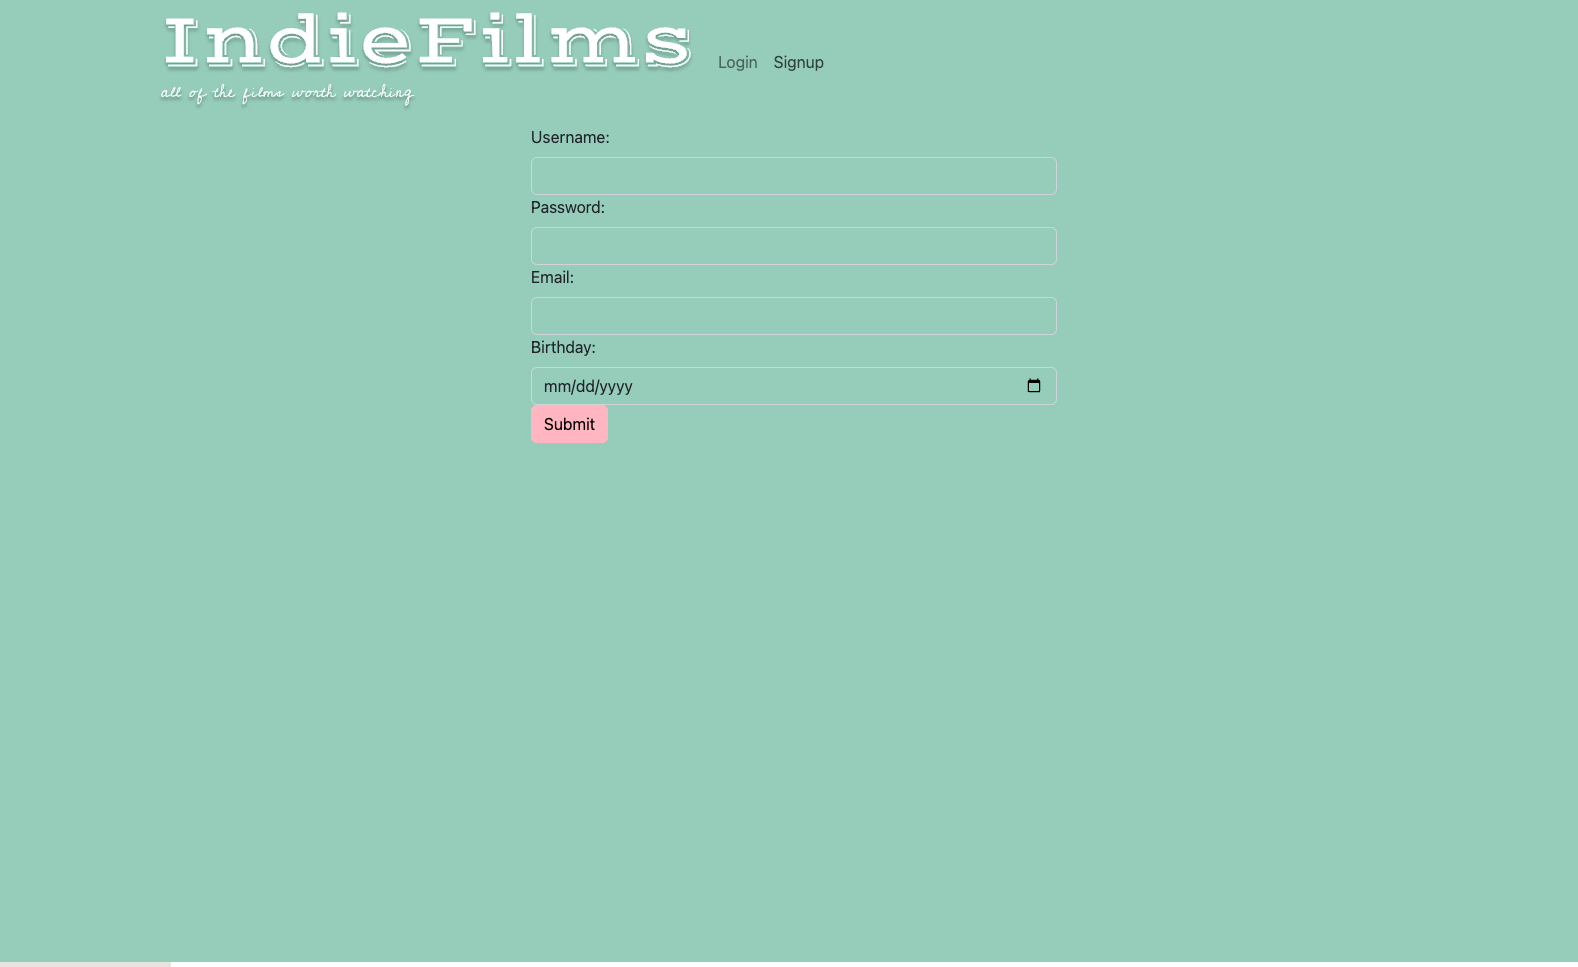 IndieFilms
Login Signup
all of the films worth watching
Username:
Password:
Email:
Birthday:
mm/dd/yyyy
Submit